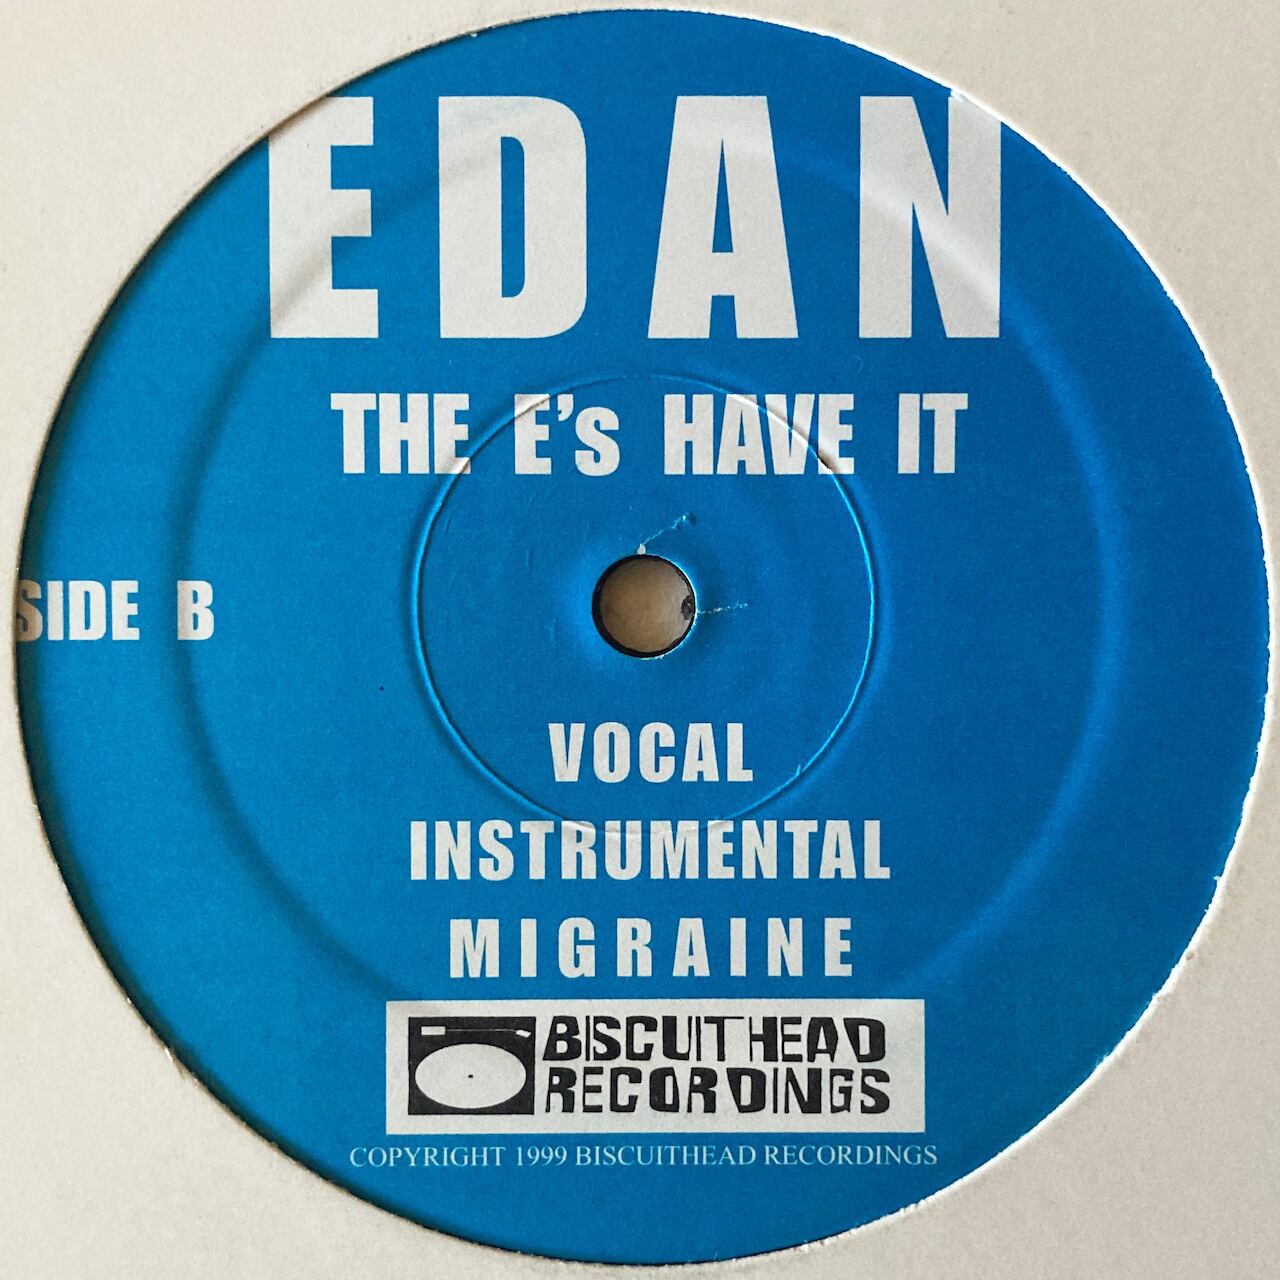 EDAN
THE E's HAVE IT
SIDE B
VOCAL
INSTRUMENTAL
MIGRAINE
BISCUITHEAD
RECORDINGS
COPYRIGHT 1999 BISCUITHEAD RECORDINGS